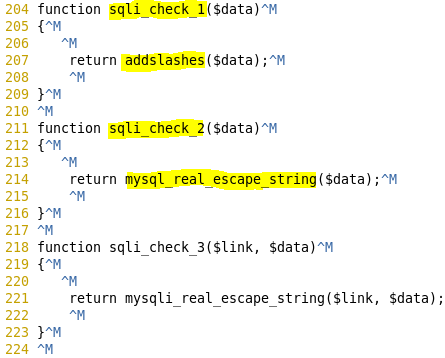 204 function sqli_check_1($data)^M
205 {^M
206    ^M
207     return addslashes($data);^M
208     ^M
209 }^M
210 ^M
211 function sqli_check_2($data)^M
212 {^M
213    ^M
214     return mysql_real_escape_string($data);^M
215     ^M
216 }^M
217 ^M
218 function sqli_check_3($link, $data)^M
219 {^M
220    ^M
221     return mysqli_real_escape_string($link, $data);
222     ^M
223 }^M
224 ^M